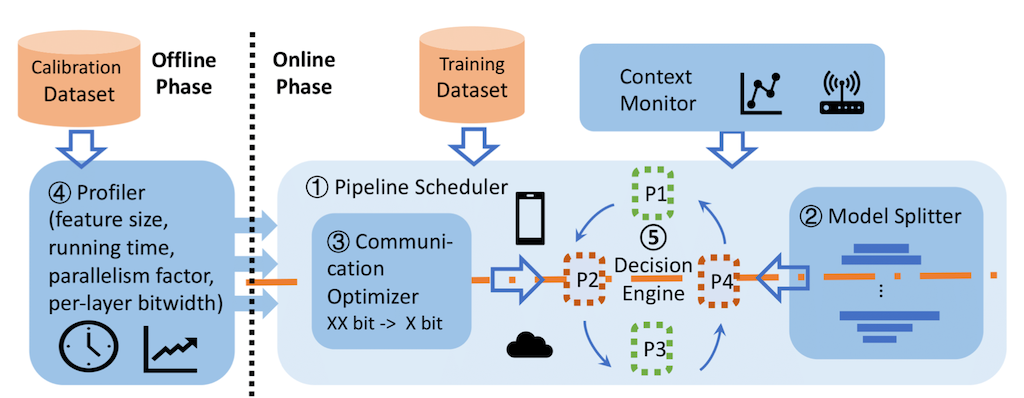 Calibration
Dataset
Offline
Phase
Online
Phase
Training
Dataset
Context
Monitor
④ Profiler
(feature size,
running time,
parallelism factor,
per-layer bitwidth)
① Pipeline Scheduler
③ Communi-
cation
Optimizer
XX bit -> X bit
P1
P2
⑤
Decision
Engine
P4
P3
② Model Splitter
⋮